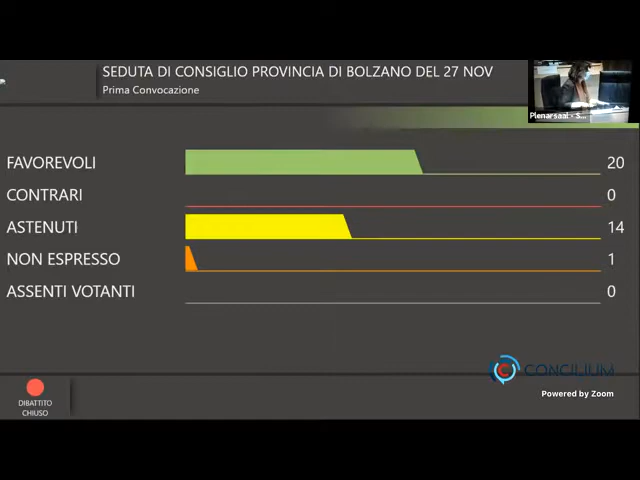 SEDUTA DI CONSIGLIO PROVINCIA DI BOLZANO DEL 27 NOV
Prima Convocazione
Plenarsaal - S...
FAVOREVOLI 20
CONTRARI 0
ASTENUTI 14
NON ESPRESSO 1
ASSENTI VOTANTI 0
CONCILIUM
DIBATTITO
CHIUSO
Powered by Zoom